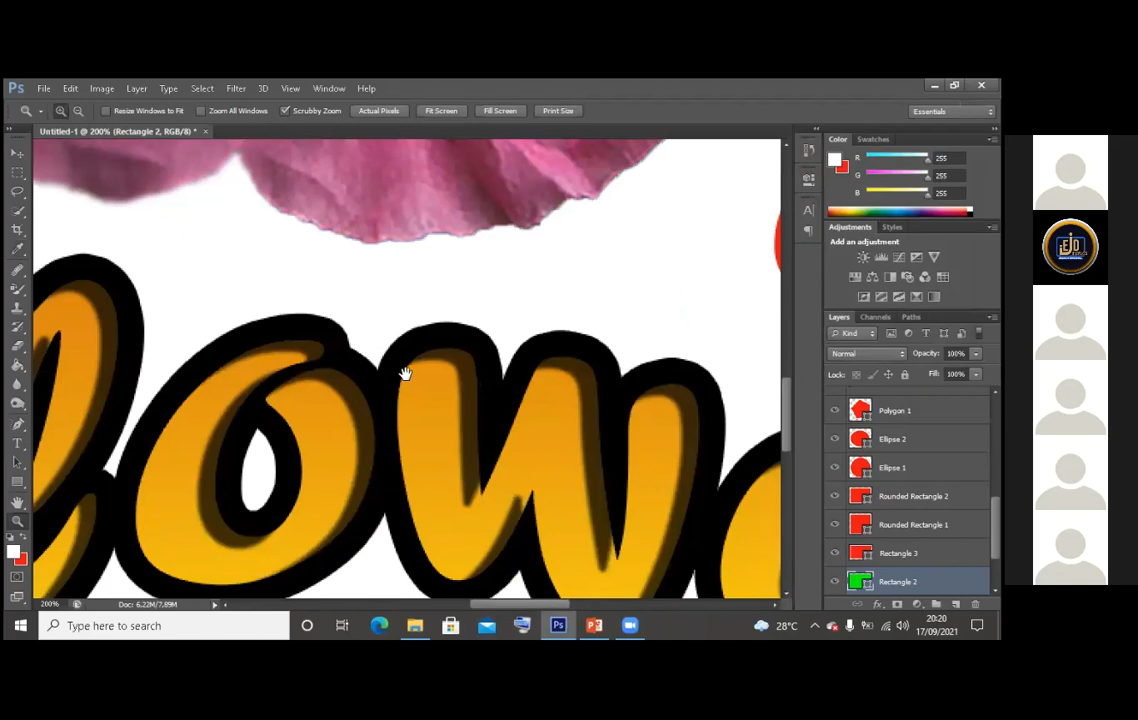 Ps File Edit Image Layer Type Select Filter 3D View Window Help
Resize Windows to Fit Zoom All Windows Scrubby Zoom Actual Pixels Fit Screen Fill Screen Print Size Essentials
Untitled-1 @ 200% (Rectangle 2, RGB/8) * ×
Color Swatches
R 255
G 255
B 255
Adjustments Styles
Add an adjustment
Layers Channels Paths
Kind
Normal Opacity: 100%
Lock: Fill: 100%
Polygon 1
Ellipse 2
Ellipse 1
Rounded Rectangle 2
Rounded Rectangle 1
Rectangle 3
Rectangle 2
low
200% Doc: 6.22M/7.89M
Type here to search
28°C
20:20
17/09/2021